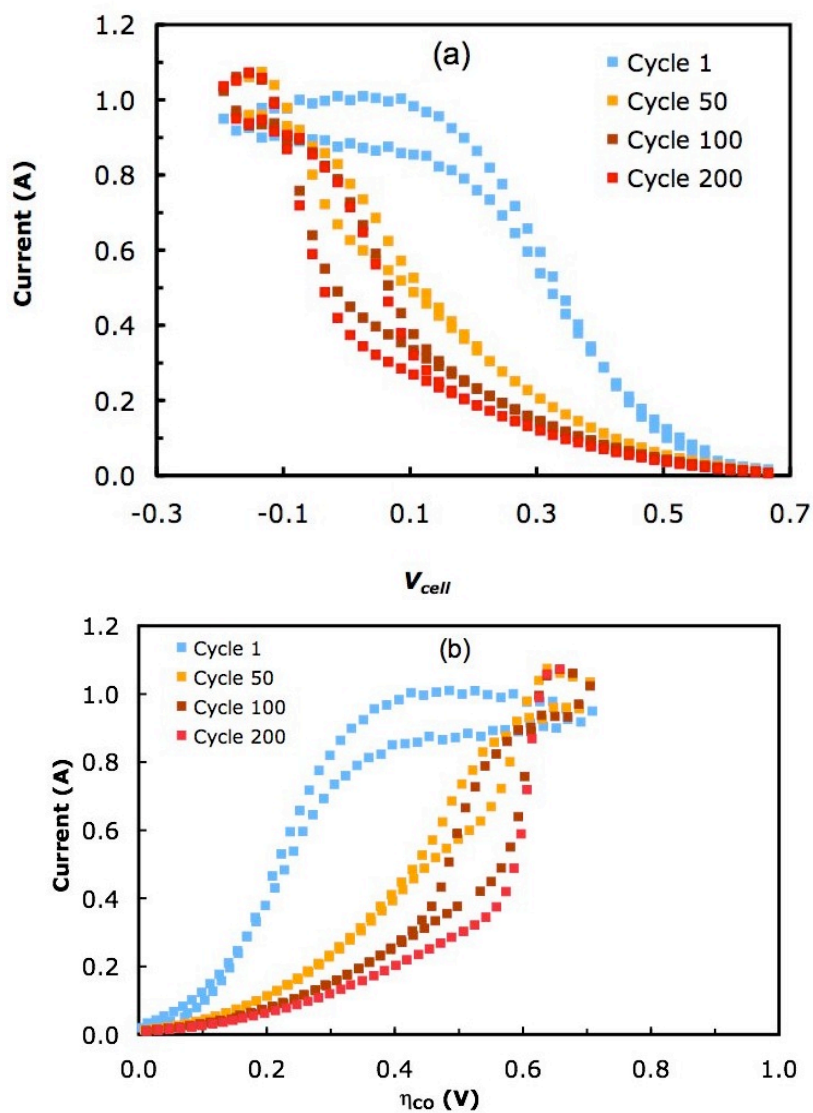 1.2
(a)
Cycle 1
1.0
Cycle 50
0.8
Cycle 100
Cycle 200
0.6
Current (A)
0.4
0.2
0.0
-0.3 -0.1 0.1 0.3 0.5 0.7
Vcell
1.2
(b)
Cycle 1
Cycle 50
1.0
Cycle 100
Cycle 200
0.8
0.6
Current (A)
0.4
0.2
0.0
0.0 0.2 0.4 0.6 0.8 1.0
ηCO (V)